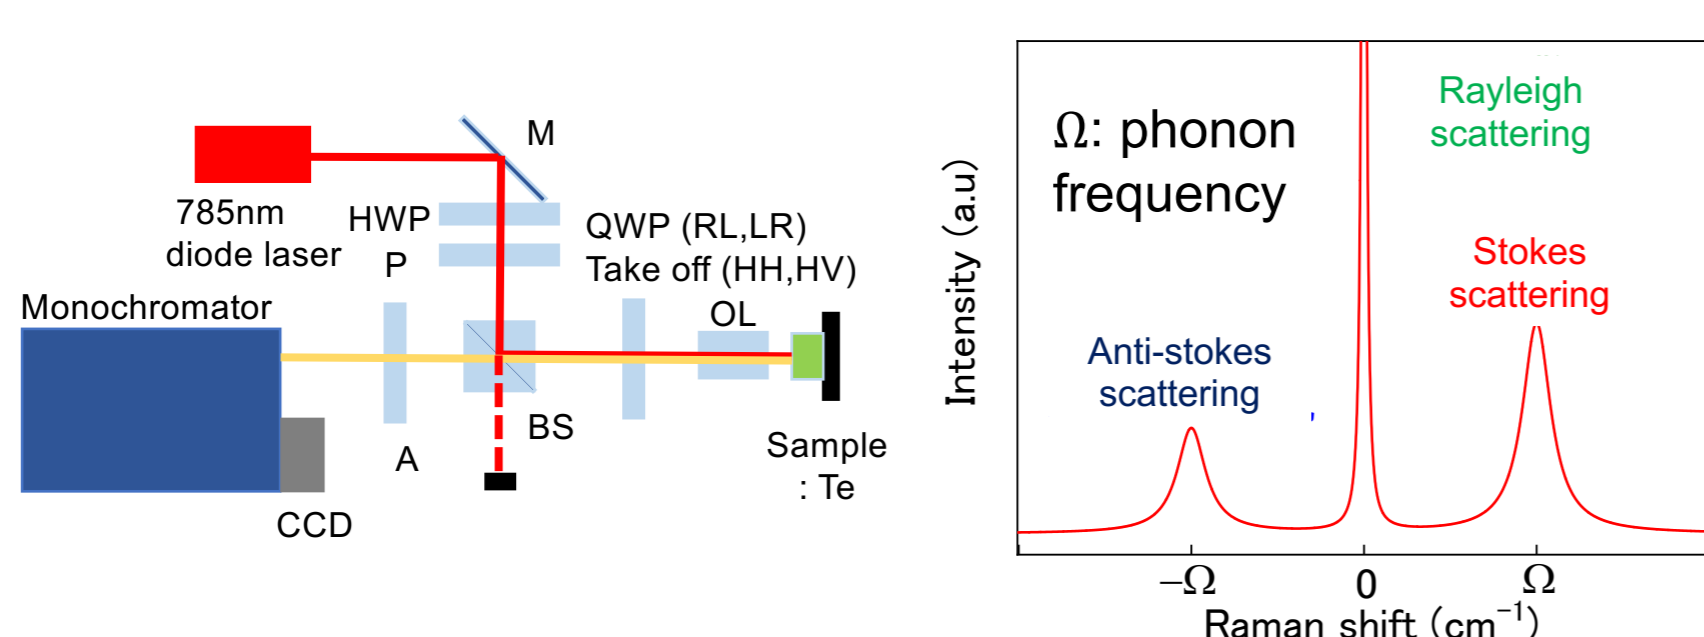 M
785nm
diode laser
HWP
P
QWP (RL,LR)
Take off (HH,HV)
Monochromator
OL
BS
A
Sample
: Te
CCD
Intensity (a.u)
Ω: phonon
frequency
Rayleigh
scattering
Stokes
scattering
Anti-stokes
scattering
−Ω
0
Ω
Raman shift (cm⁻¹)